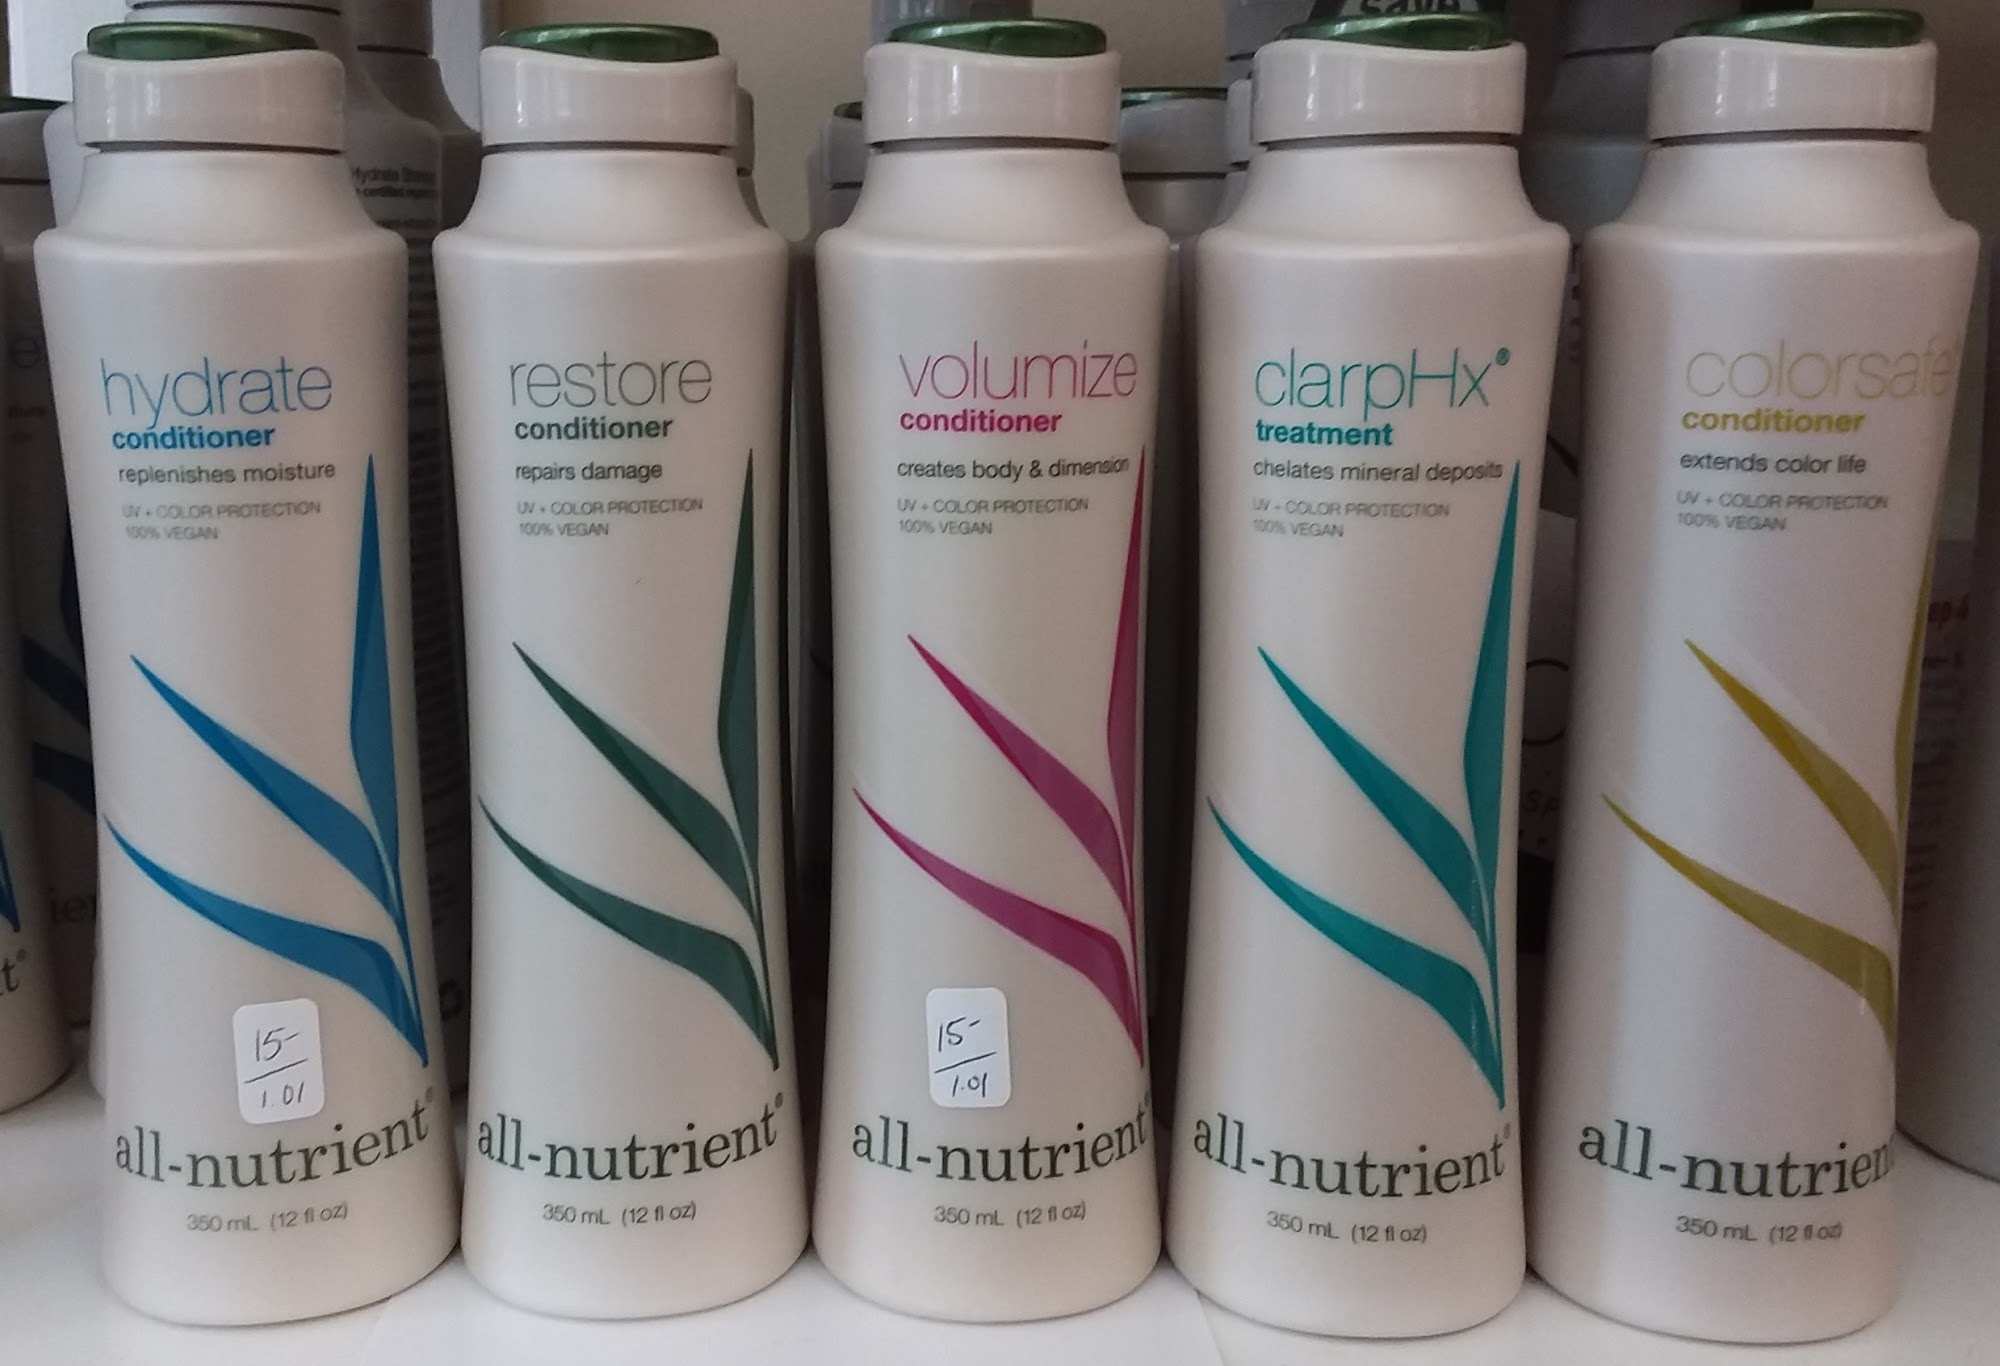 save
Hydrate
hydrate
conditioner
replenishes moisture
UV + COLOR PROTECTION
100% VEGAN
15-
1.01
all-nutrient®
350 mL (12 fl oz)
restore
conditioner
repairs damage
UV + COLOR PROTECTION
100% VEGAN
all-nutrient®
350 mL (12 fl oz)
volumize
conditioner
creates body & dimension
UV + COLOR PROTECTION
100% VEGAN
15-
1.01
all-nutrient®
350 mL (12 fl oz)
clarpHx®
treatment
chelates mineral deposits
UV + COLOR PROTECTION
100% VEGAN
all-nutrient®
350 mL (12 fl oz)
colorsafe
conditioner
extends color life
UV + COLOR PROTECTION
100% VEGAN
all-nutrien
350 mL (12 fl oz)